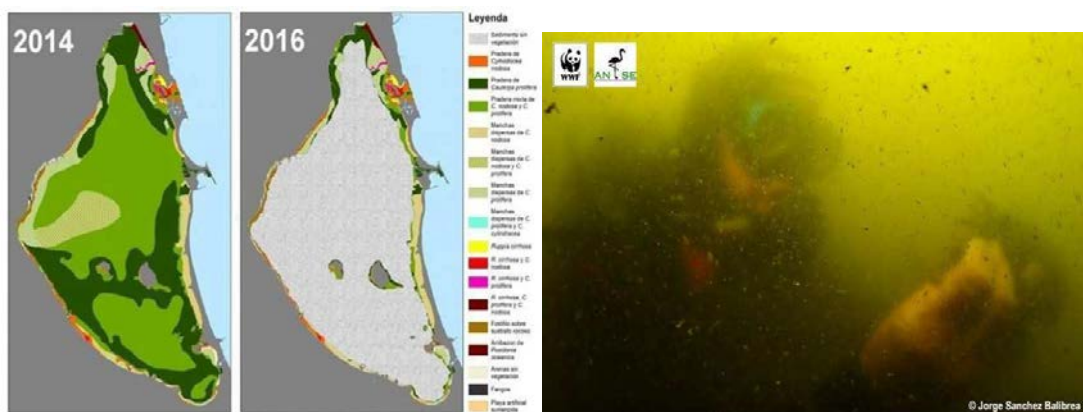 2014
2016
Leyenda
Sedimento sin
vegetación
Pradera de
Cymodocea
nodosa
Pradera de
Caulerpa prolifera
Pradera mixta de
C. nodosa y C.
prolifera
Manchas
dispersas de C.
nodosa
Manchas
dispersas de C.
nodosa y C.
prolifera
Manchas
dispersas de C.
prolifera
Manchas
dispersas de C.
prolifera y C.
cylindracea
Ruppia cirrhosa
R. cirrhosa y C.
nodosa
R. cirrhosa y C.
prolifera
R. cirrhosa, C.
prolifera y C.
nodosa
sobre
sustrato rocoso
Arribazon de
Posidonia
oceanica
Arenas sin
vegetación
Fangos
Playa artificial
WWF
ANSE
© Jorge Sanchez Balibrea